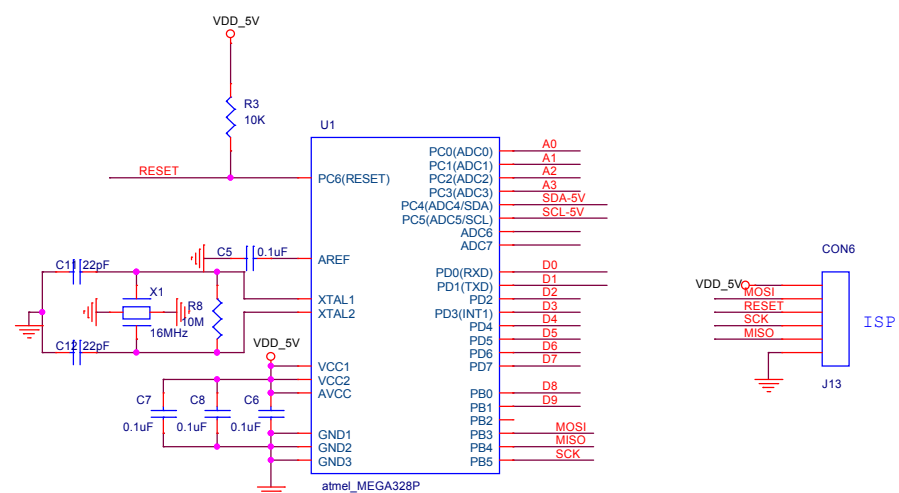 VDD_5V
R3
10K
U1
RESET
PC6(RESET)
PC0(ADC0)
A0
PC1(ADC1)
A1
PC2(ADC2)
A2
PC3(ADC3)
A3
PC4(ADC4/SDA)
SDA-5V
PC5(ADC5/SCL)
SCL-5V
ADC6
ADC7
C5
0.1uF
AREF
C11
22pF
X1
R8
10M
16MHz
C12
22pF
XTAL1
XTAL2
PD0(RXD)
D0
PD1(TXD)
D1
PD2
D2
PD3(INT1)
D3
PD4
D4
PD5
D5
PD6
D6
PD7
D7
VDD_5V
VCC1
VCC2
AVCC
C7
C8
C6
0.1uF
0.1uF
0.1uF
GND1
GND2
GND3
PB0
D8
PB1
D9
PB2
PB3
MOSI
PB4
MISO
PB5
SCK
atmel_MEGA328P
CON6
VDD_5V
MOSI
RESET
SCK
MISO
ISP
J13